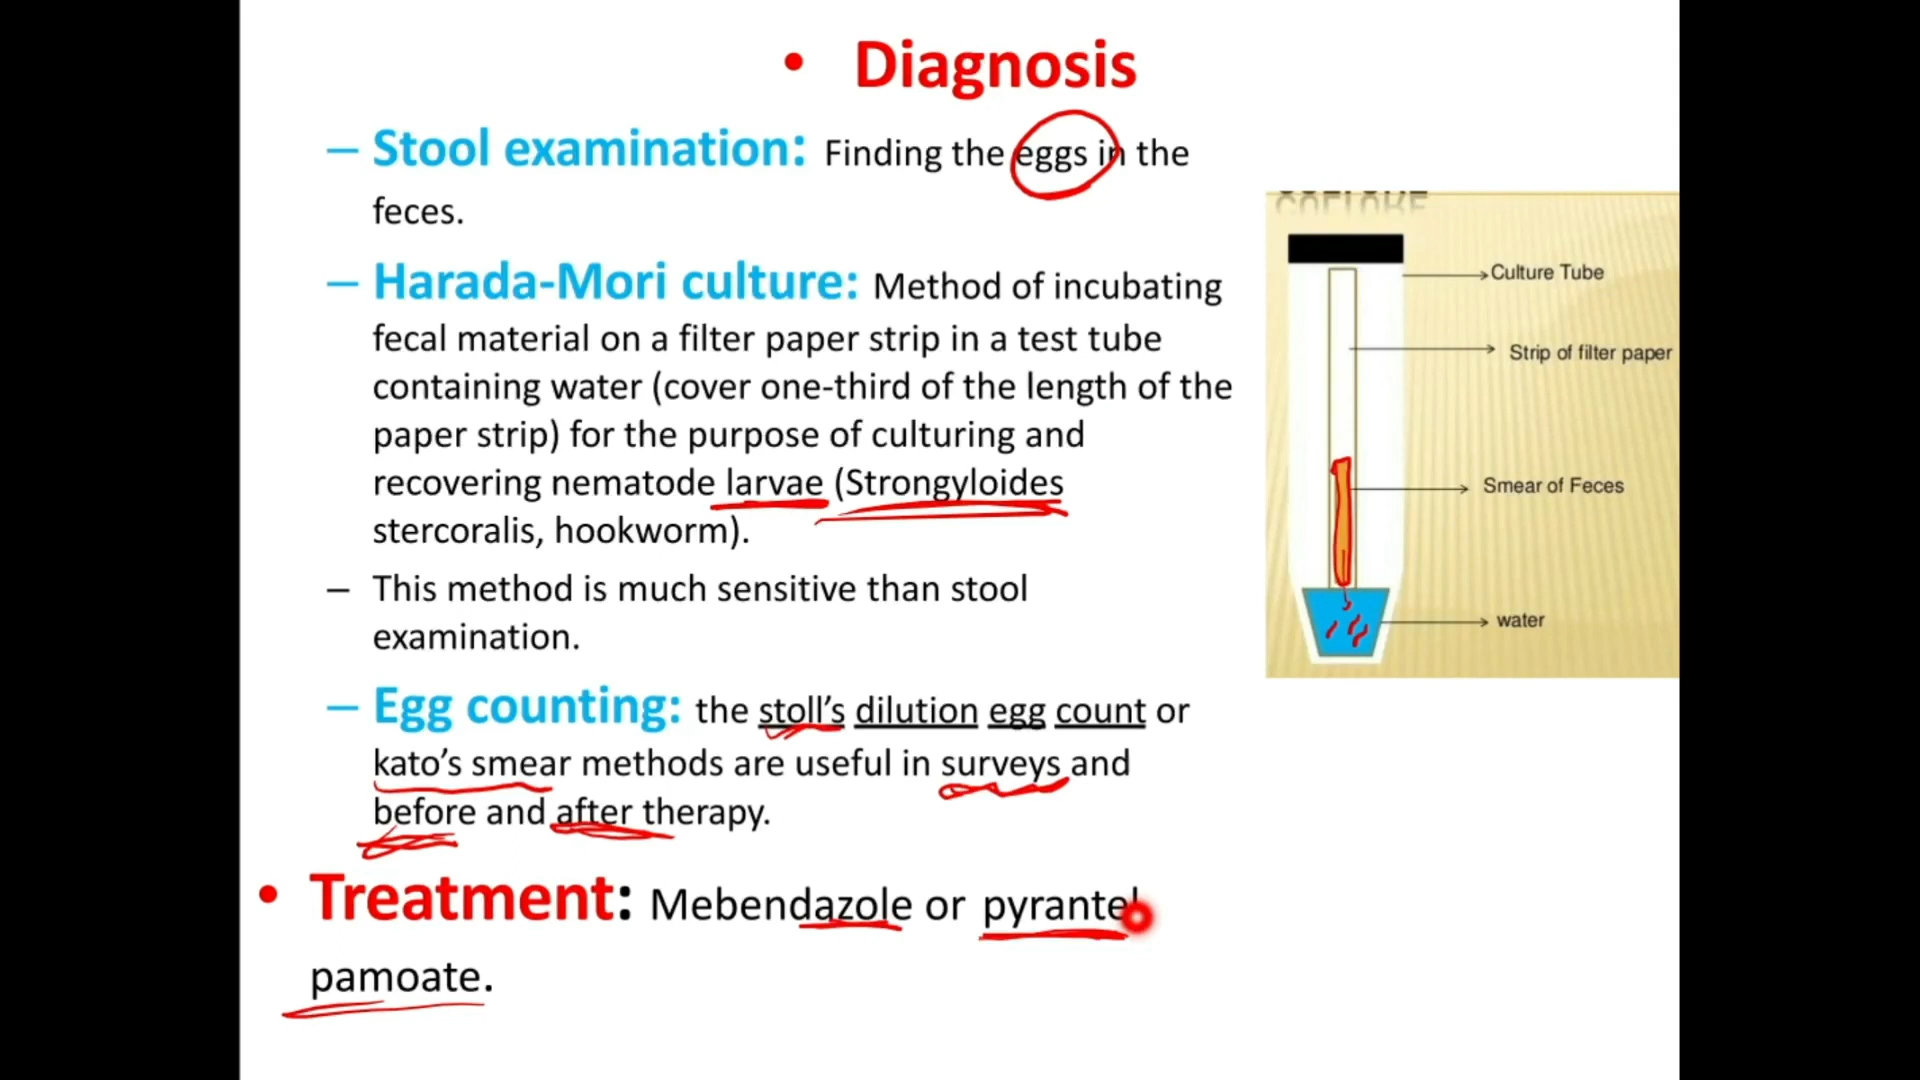 • Diagnosis
– Stool examination: Finding the eggs in the
feces.
– Harada-Mori culture: Method of incubating
fecal material on a filter paper strip in a test tube
containing water (cover one-third of the length of the
paper strip) for the purpose of culturing and
recovering nematode larvae (Strongyloides
stercoralis, hookworm).
– This method is much sensitive than stool
examination.
– Egg counting: the stoll's dilution egg count or
kato's smear methods are useful in surveys and
before and after therapy.
• Treatment: Mebendazole or pyrantel
pamoate.
CULTURE
Culture Tube
Strip of filter paper
Smear of Feces
water